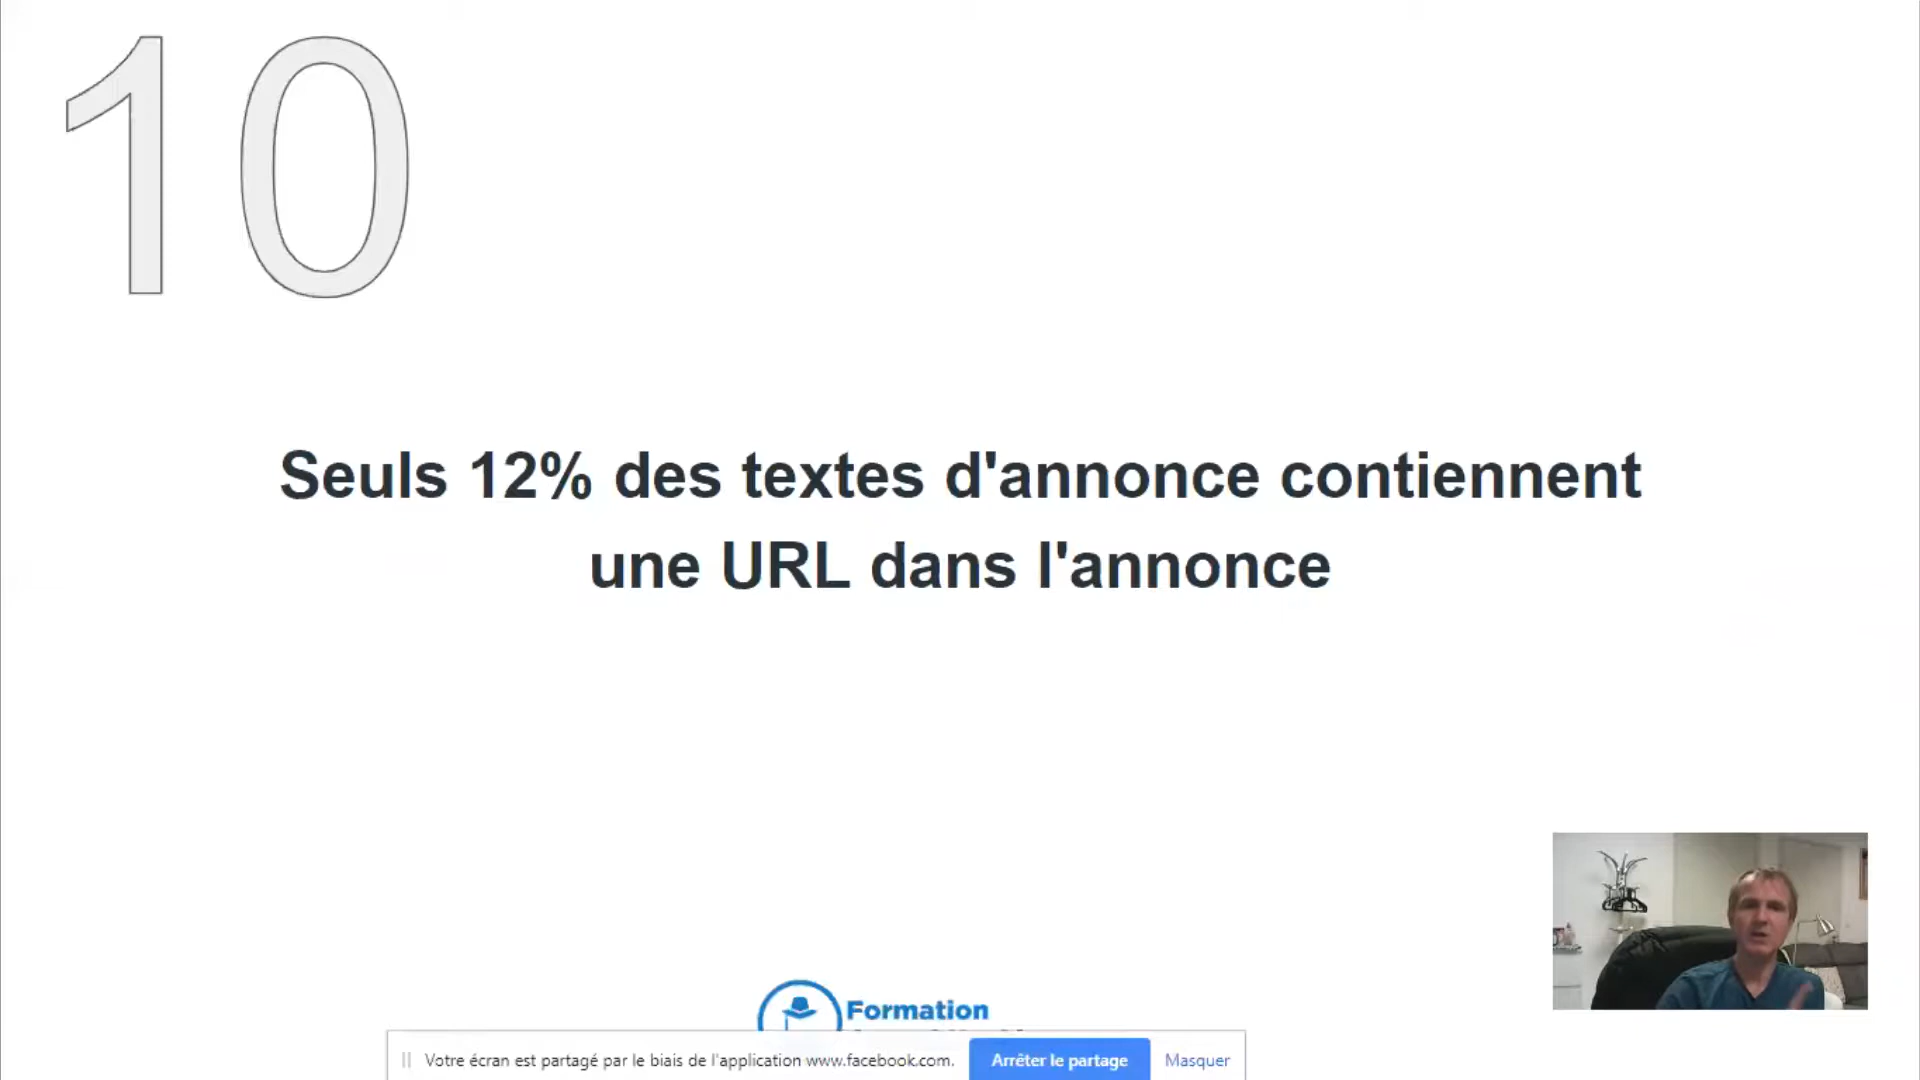 10
Seuls 12% des textes d'annonce contiennent
une URL dans l'annonce
Formation
Votre écran est partagé par le biais de l'application www.facebook.com.
Arrêter le partage
Masquer